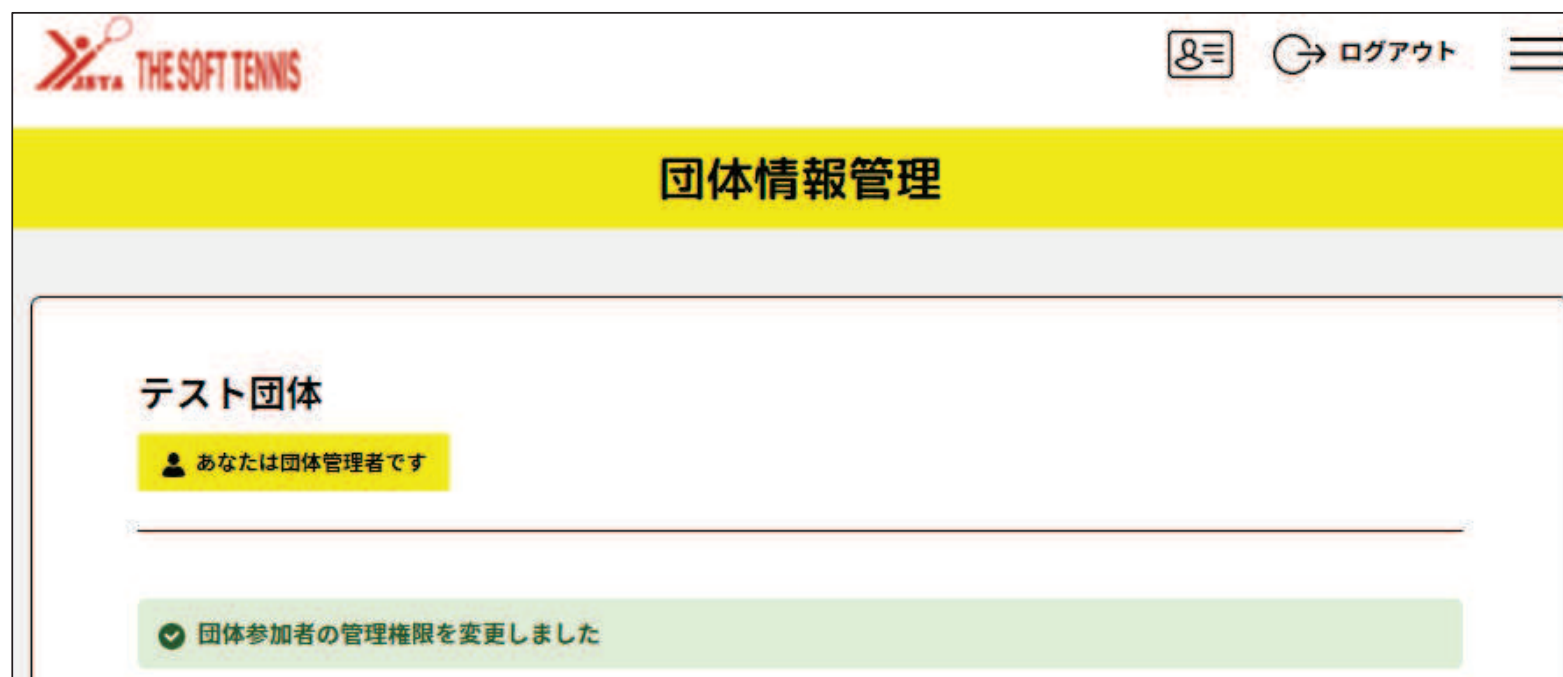 JSTA THE SOFT TENNIS
ログアウト
団体情報管理
テスト団体
あなたは団体管理者です
団体参加者の管理権限を変更しました